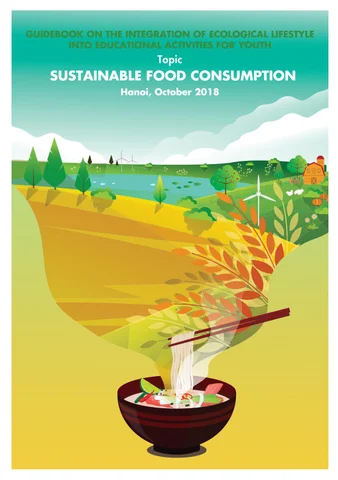 GUIDEBOOK ON THE INTEGRATION OF ECOLOGICAL LIFESTYLE
INTO EDUCATIONAL ACTIVITIES FOR YOUTH
Topic
SUSTAINABLE FOOD CONSUMPTION
Hanoi, October 2018